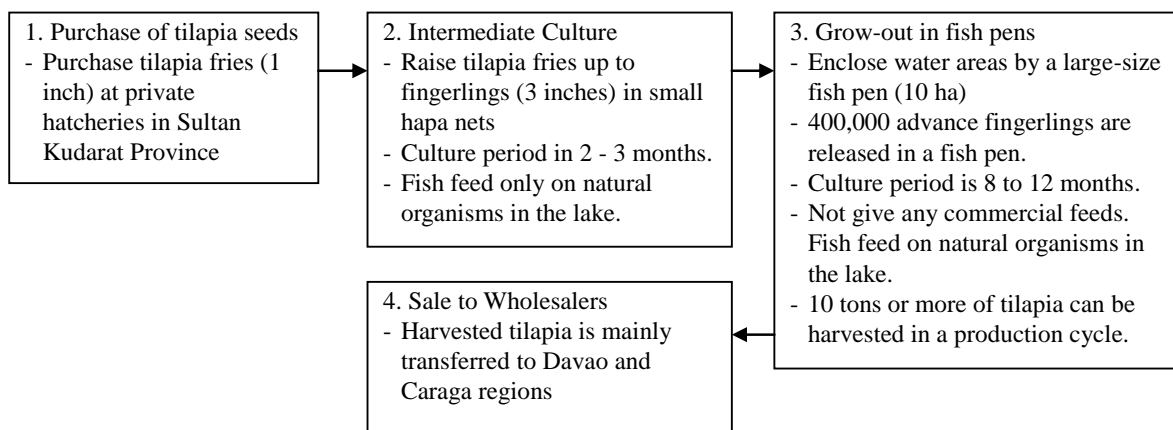 1. Purchase of tilapia seeds
- Purchase tilapia fries (1
inch) at private
hatcheries in Sultan
Kudarat Province
2. Intermediate Culture
- Raise tilapia fries up to
fingerlings (3 inches) in small
hapa nets
- Culture period in 2 - 3 months.
- Fish feed only on natural
organisms in the lake.
3. Grow-out in fish pens
- Enclose water areas by a large-size
fish pen (10 ha)
- 400,000 advance fingerlings are
released in a fish pen.
- Culture period is 8 to 12 months.
- Not give any commercial feeds.
Fish feed on natural organisms in
the lake.
- 10 tons or more of tilapia can be
harvested in a production cycle.
4. Sale to Wholesalers
- Harvested tilapia is mainly
transferred to Davao and
Caraga regions